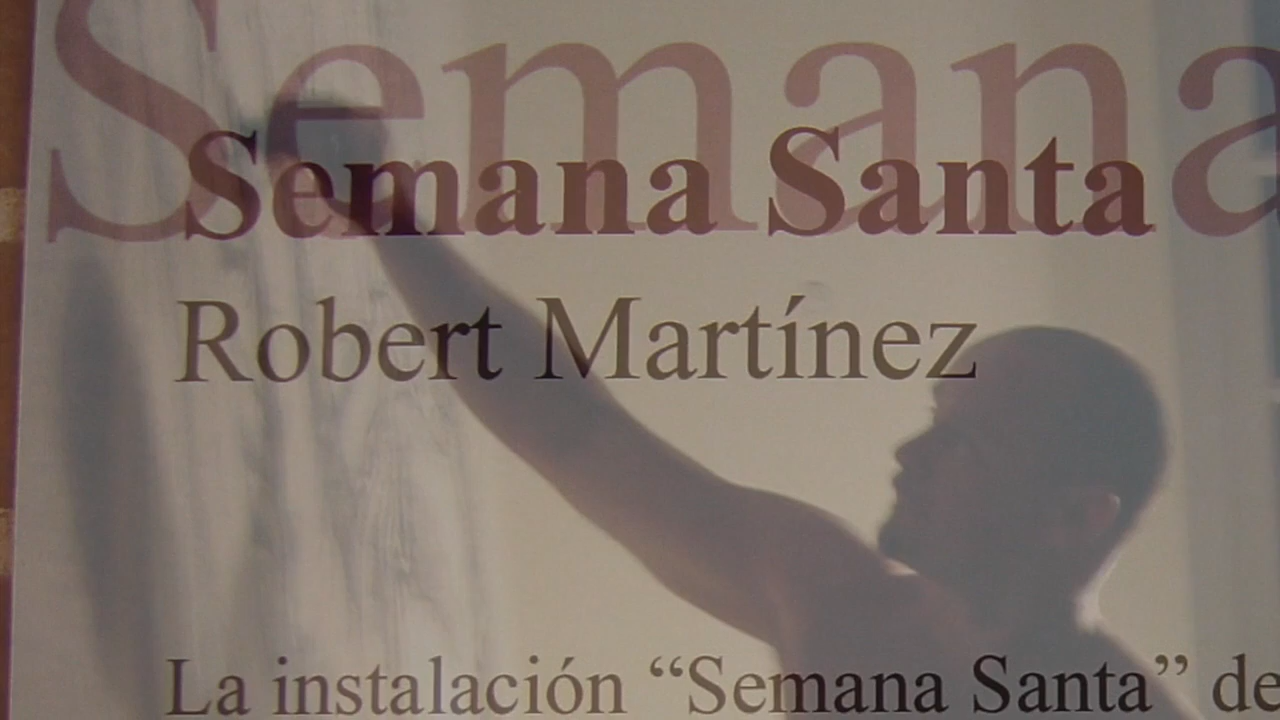 Semana
Semana Santa
Robert Martínez
La instalación “Semana Santa” de